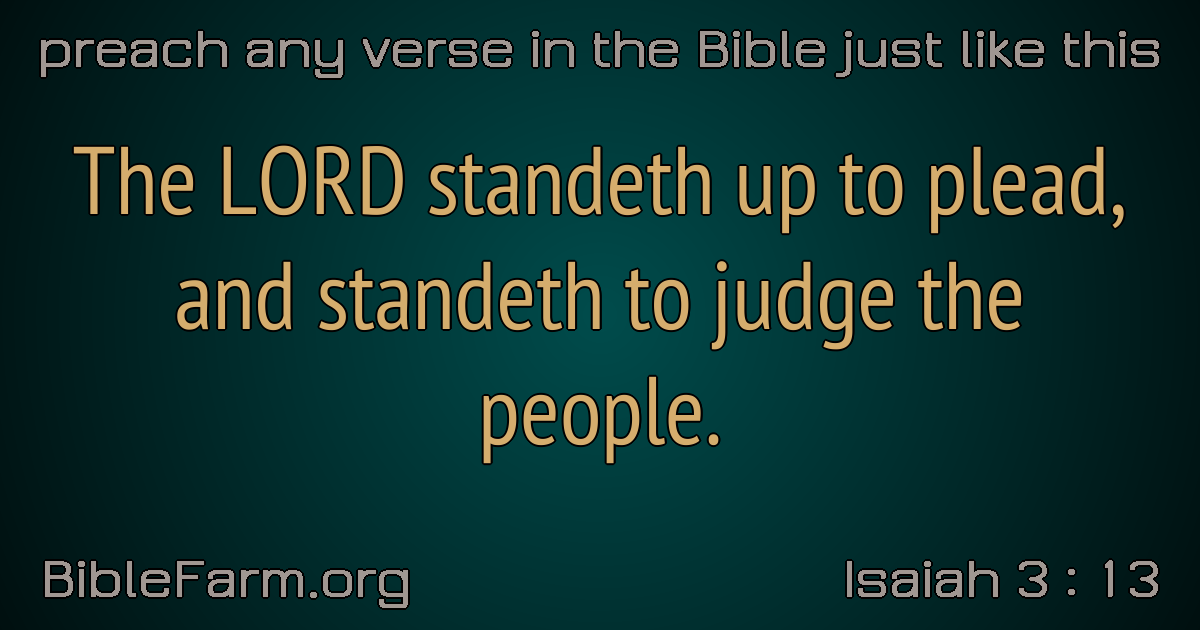 preach any verse in the Bible just like this
The LORD standeth up to plead,
and standeth to judge the
people.
BibleFarm.org
Isaiah 3 : 13